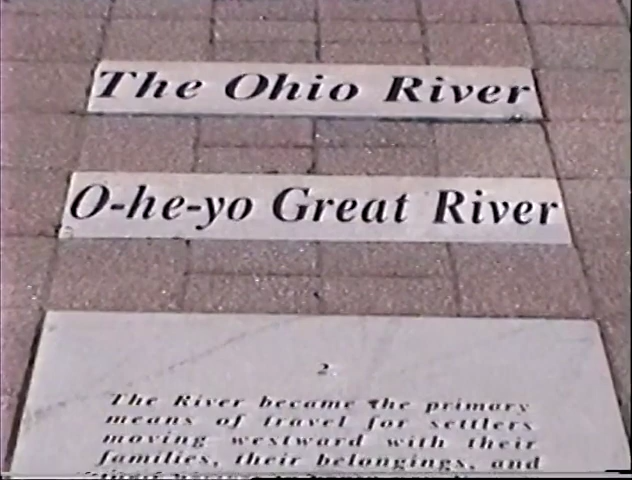 The Ohio River
O-he-yo Great River
2.
The River became the primary
means of travel for settlers
moving westward with their
families, their belongings, and